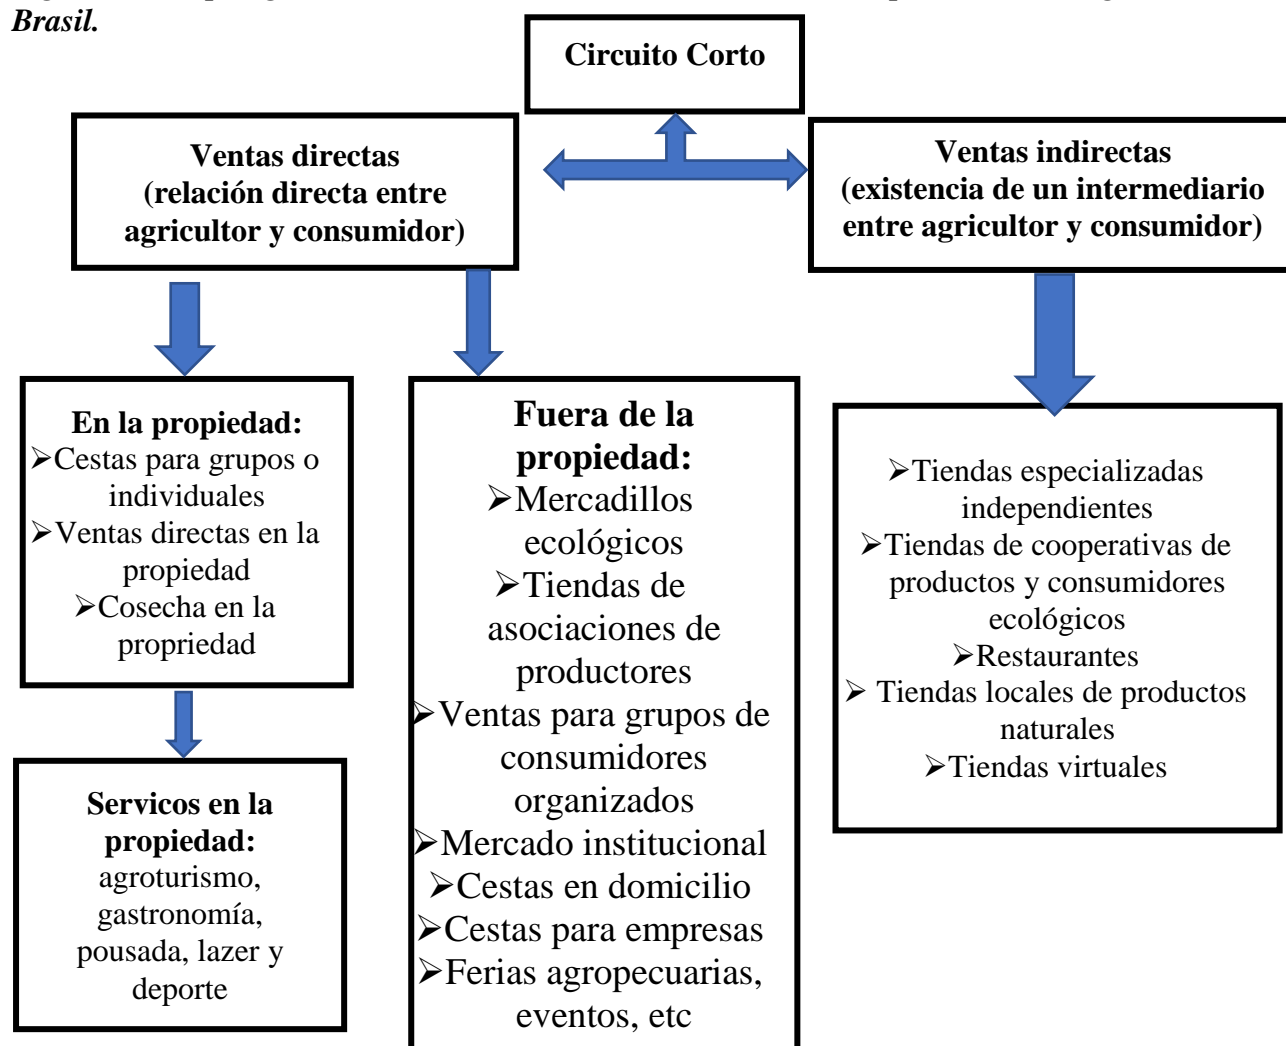 Brasil.
Circuito Corto
Ventas directas
(relación directa entre
agricultor y consumidor)
Ventas indirectas
(existencia de un intermediario
entre agricultor y consumidor)
En la propiedad:
➢Cestas para grupos o
individuales
➢Ventas directas en la
propiedad
➢Cosecha en la
propriedad
Servicos en la
propiedad:
agroturismo,
gastronomía,
pousada, lazer y
deporte
Fuera de la
propiedad:
➢Mercadillos
ecológicos
➢Tiendas de
asociaciones de
productores
➢Ventas para grupos de
consumidores
organizados
➢Mercado institucional
➢Cestas en domicilio
➢Cestas para empresas
➢Ferias agropecuarias,
eventos, etc
➢Tiendas especializadas
independientes
➢Tiendas de cooperativas de
productos y consumidores
ecológicos
➢Restaurantes
➢ Tiendas locales de productos
naturales
➢Tiendas virtuales